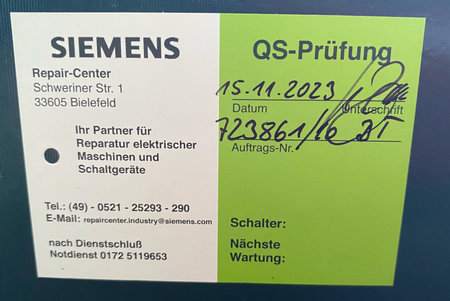 SIEMENS
Repair-Center
Schweriner Str. 1
33605 Bielefeld
Ihr Partner für
Reparatur elektrischer
Maschinen und
Schaltgeräte
Tel.: (49) - 0521 - 25293 - 290
E-Mail: repaircenter.industry@siemens.com
nach Dienstschluß
Notdienst 0172 5119653
QS-Prüfung
15.11.2023
Datum Unterschrift
723861/16
Auftrags-Nr.
Schalter:
Nächste
Wartung: